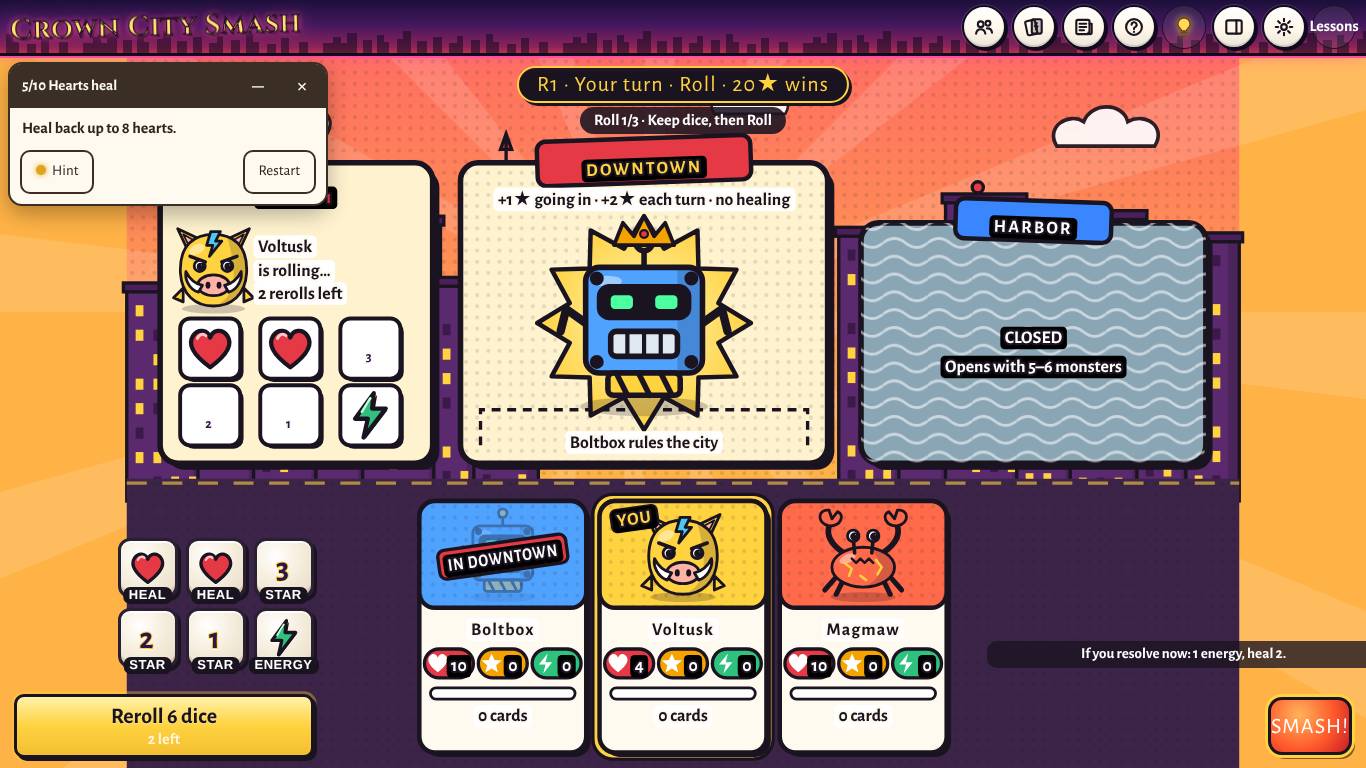 Crown City Smash
Lessons
5/10 Hearts heal
Heal back up to 8 hearts.
Hint
Restart
R1 · Your turn · Roll · 20★ wins
Roll 1/3 · Keep dice, then Roll
Voltusk
is rolling…
2 rerolls left
3
2
1
DOWNTOWN
+1★ going in · +2★ each turn · no healing
Boltbox rules the city
HARBOR
CLOSED
Opens with 5–6 monsters
HEAL
HEAL
3
STAR
2
STAR
1
STAR
ENERGY
Reroll 6 dice
2 left
IN DOWNTOWN
Boltbox
10
0
0
0 cards
YOU
Voltusk
4
0
0
0 cards
Magmaw
10
0
0
0 cards
If you resolve now: 1 energy, heal 2.
SMASH!